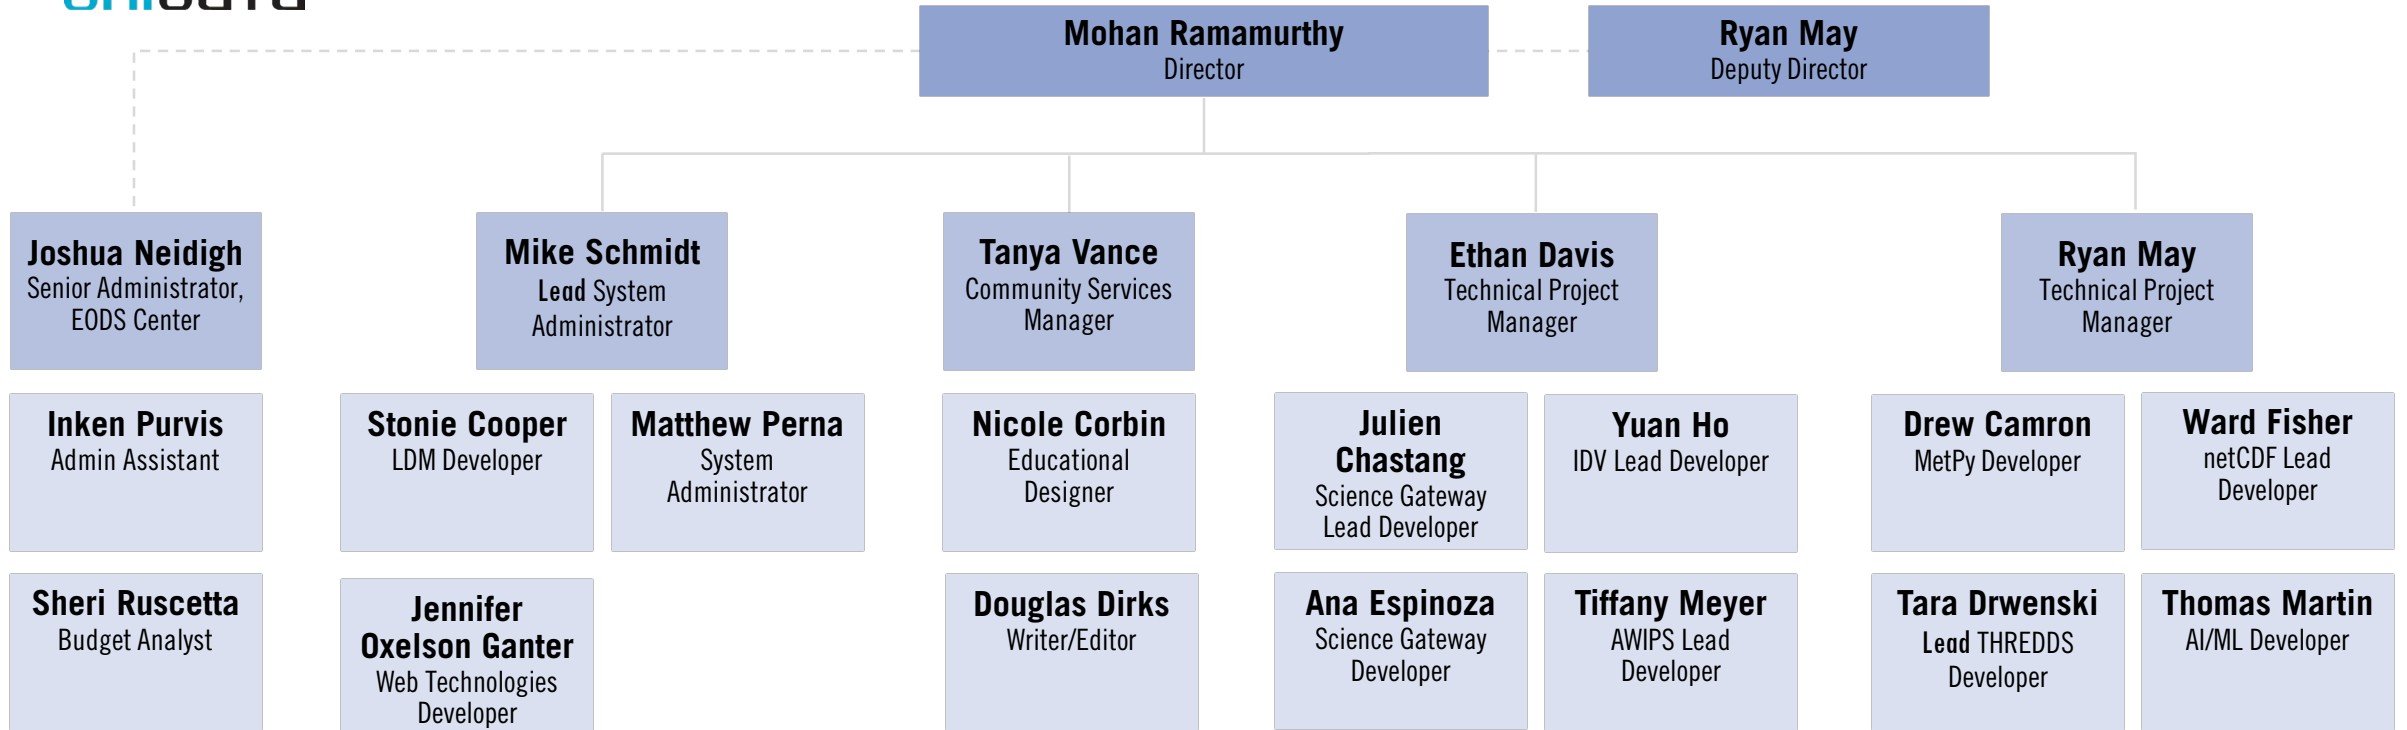 Mohan Ramamurthy
Director
Ryan May
Deputy Director
Joshua Neidigh
Senior Administrator,
EODS Center
Mike Schmidt
Lead System
Administrator
Tanya Vance
Community Services
Manager
Ethan Davis
Technical Project
Manager
Ryan May
Technical Project
Manager
Inken Purvis
Admin Assistant
Stonie Cooper
LDM Developer
Matthew Perna
System
Administrator
Nicole Corbin
Educational
Designer
Julien
Chastang
Science Gateway
Lead Developer
Yuan Ho
IDV Lead Developer
Drew Camron
MetPy Developer
Ward Fisher
netCDF Lead
Developer
Sheri Ruscetta
Budget Analyst
Jennifer
Oxelson Ganter
Web Technologies
Developer
Douglas Dirks
Writer/Editor
Ana Espinoza
Science Gateway
Developer
Tiffany Meyer
AWIPS Lead
Developer
Tara Drwenski
Lead THREDDS
Developer
Thomas Martin
AI/ML Developer